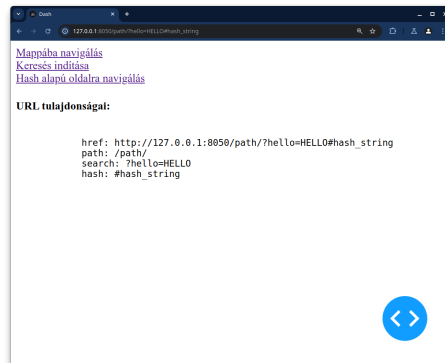 Dash
127.0.0.1:8050/path/?hello=HELLO#hash_string
Mappába navigálás
Keresés indítása
Hash alapú oldalra navigálás
URL tulajdonságai:
href: http://127.0.0.1:8050/path/?hello=HELLO#hash_string
path: /path/
search: ?hello=HELLO
hash: #hash_string